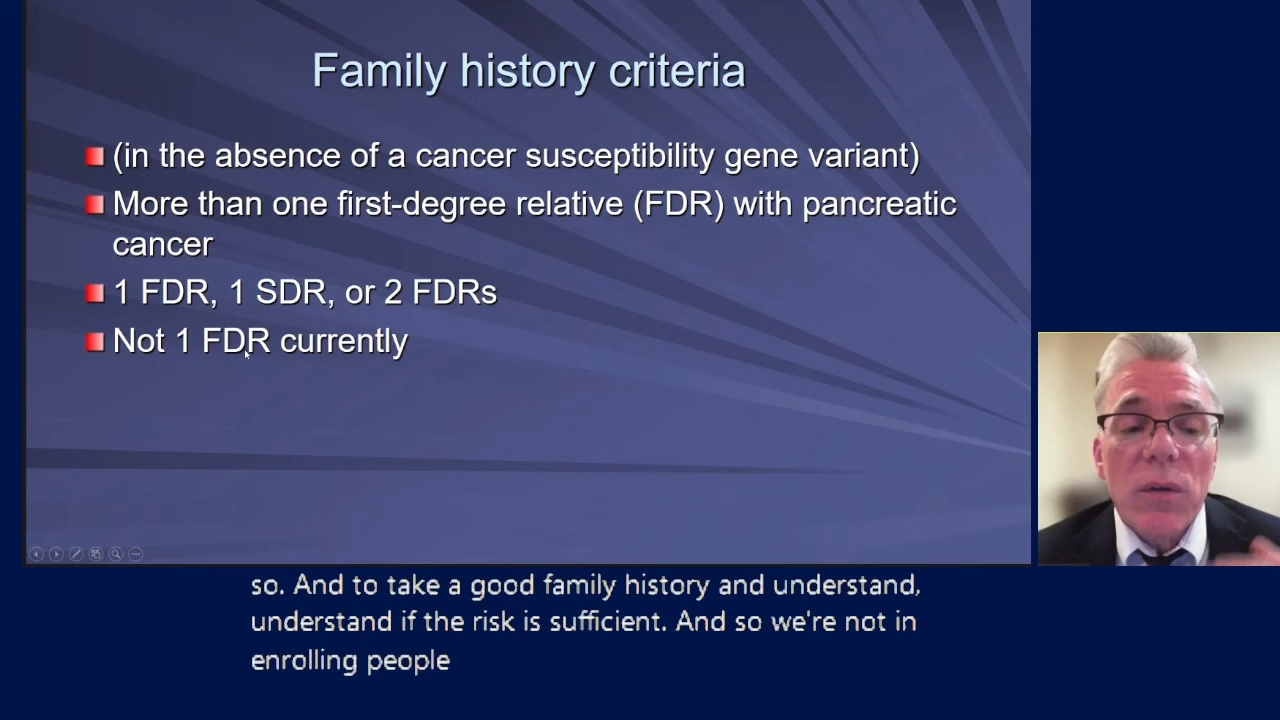 Family history criteria
(in the absence of a cancer susceptibility gene variant)
More than one first-degree relative (FDR) with pancreatic
cancer
1 FDR, 1 SDR, or 2 FDRs
Not 1 FDR currently
so. And to take a good family history and understand,
understand if the risk is sufficient. And so we're not in
enrolling people